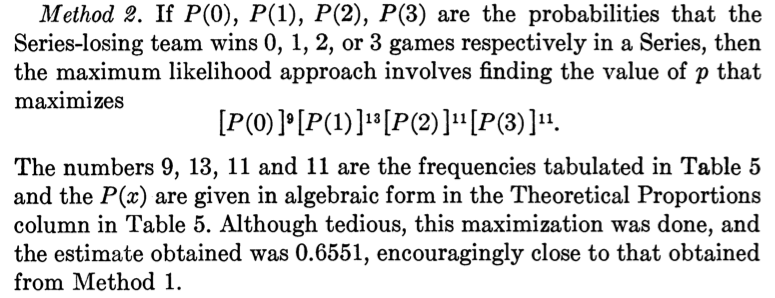 Method 2. If P(0), P(1), P(2), P(3) are the probabilities that the
Series-losing team wins 0, 1, 2, or 3 games respectively in a Series, then
the maximum likelihood approach involves finding the value of p that
maximizes
[P(0)]⁹[P(1)]¹³[P(2)]¹¹[P(3)]¹¹.
The numbers 9, 13, 11 and 11 are the frequencies tabulated in Table 5
and the P(x) are given in algebraic form in the Theoretical Proportions
column in Table 5. Although tedious, this maximization was done, and
the estimate obtained was 0.6551, encouragingly close to that obtained
from Method 1.